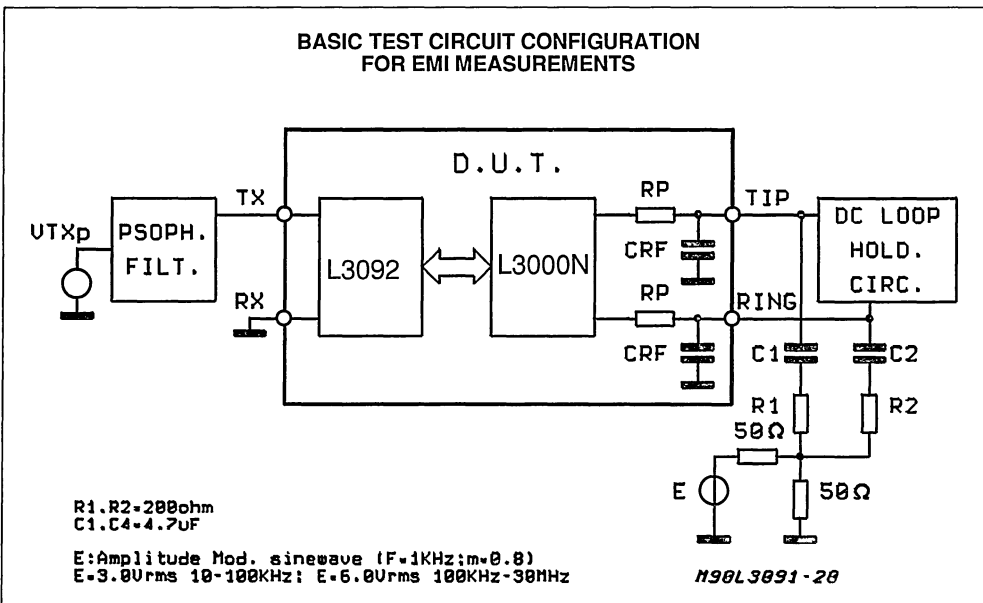 BASIC TEST CIRCUIT CONFIGURATION
FOR EMI MEASUREMENTS
D.U.T.
TX
RP
TIP
VTXp
PSOPH.
FILT.
L3092
L3000N
CRF
DC LOOP
HOLD.
CIRC.
RX
RP
RING
CRF
C1
C2
R1
R2
50Ω
E
50Ω
R1.R2=200ohm
C1.C4=4.7uF
E:Amplitude Mod. sinewave (F=1KHz;m=0.8)
E=3.0Vrms 10-100KHz; E=6.0Vrms 100KHz-30MHz
M90L3091-20